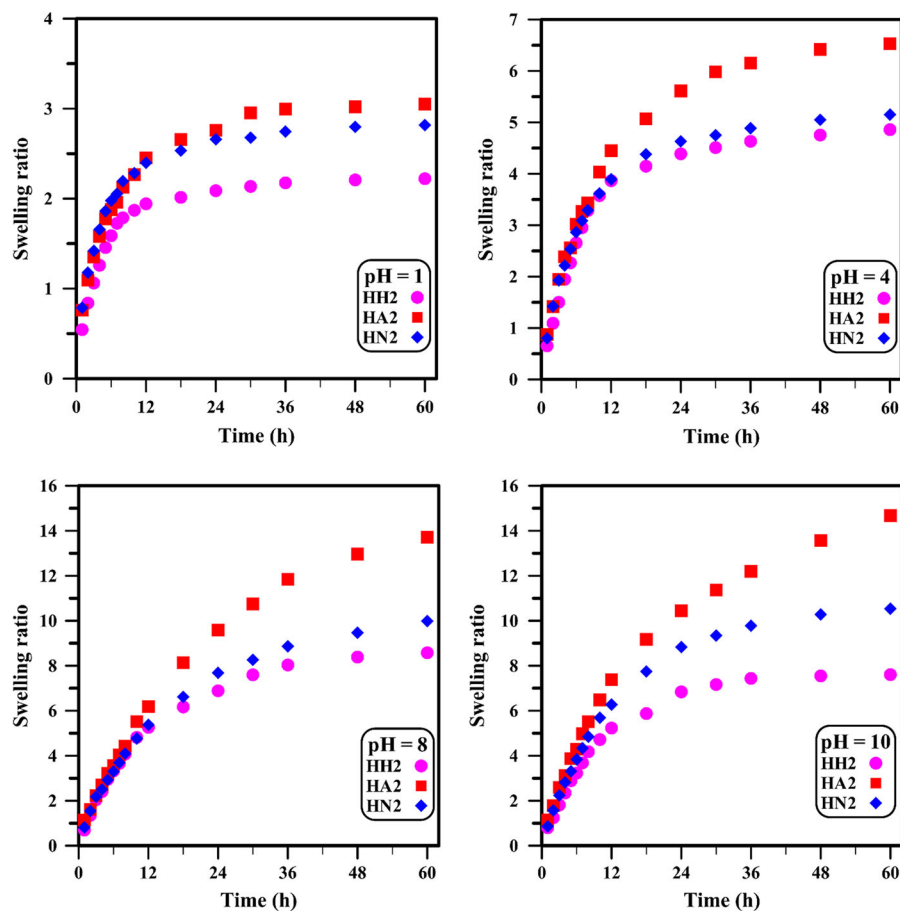 4
3
2
1
0
Swelling ratio
0 12 24 36 48 60
Time (h)
pH = 1
HH2
HA2
HN2
7
6
5
4
3
2
1
0
Swelling ratio
0 12 24 36 48 60
Time (h)
pH = 4
HH2
HA2
HN2
16
14
12
10
8
6
4
2
0
Swelling ratio
0 12 24 36 48 60
Time (h)
pH = 8
HH2
HA2
HN2
16
14
12
10
8
6
4
2
0
Swelling ratio
0 12 24 36 48 60
Time (h)
pH = 10
HH2
HA2
HN2